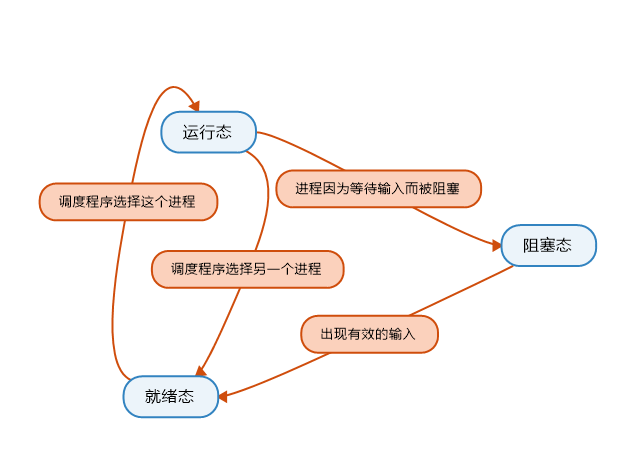 运行态
进程因为等待输入而被阻塞
调度程序选择这个进程
阻塞态
调度程序选择另一个进程
出现有效的输入
就绪态